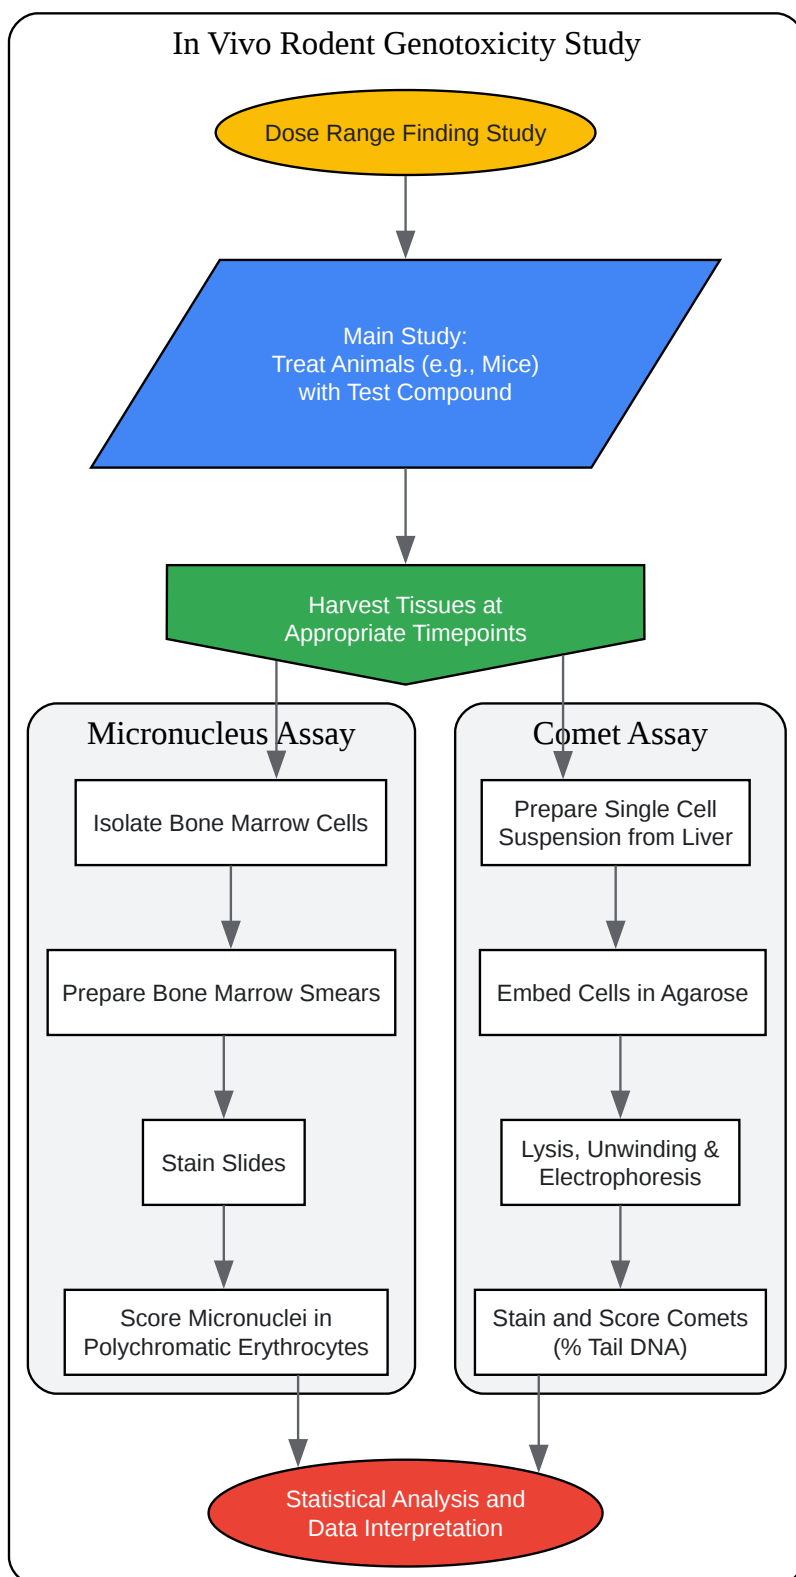 In Vivo Rodent Genotoxicity Study
Dose Range Finding Study
Main Study:
Treat Animals (e.g., Mice)
with Test Compound
Harvest Tissues at
Appropriate Timepoints
Micronucleus Assay
Isolate Bone Marrow Cells
Prepare Bone Marrow Smears
Stain Slides
Score Micronuclei in
Polychromatic Erythrocytes
Comet Assay
Prepare Single Cell
Suspension from Liver
Embed Cells in Agarose
Lysis, Unwinding &
Electrophoresis
Stain and Score Comets
(% Tail DNA)
Statistical Analysis and
Data Interpretation